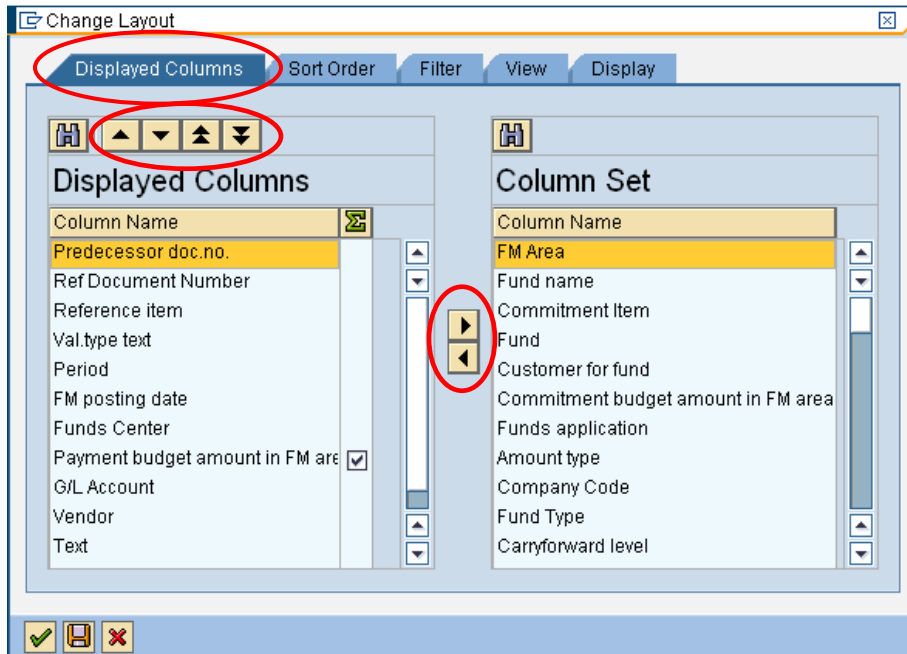 Change Layout
Displayed Columns Sort Order Filter View Display
Displayed Columns
Column Name
Predecessor doc.no.
Ref Document Number
Reference item
Val.type text
Period
FM posting date
Funds Center
Payment budget amount in FM are
G/L Account
Vendor
Text
Column Set
Column Name
FM Area
Fund name
Commitment Item
Fund
Customer for fund
Commitment budget amount in FM area
Funds application
Amount type
Company Code
Fund Type
Carryforward level